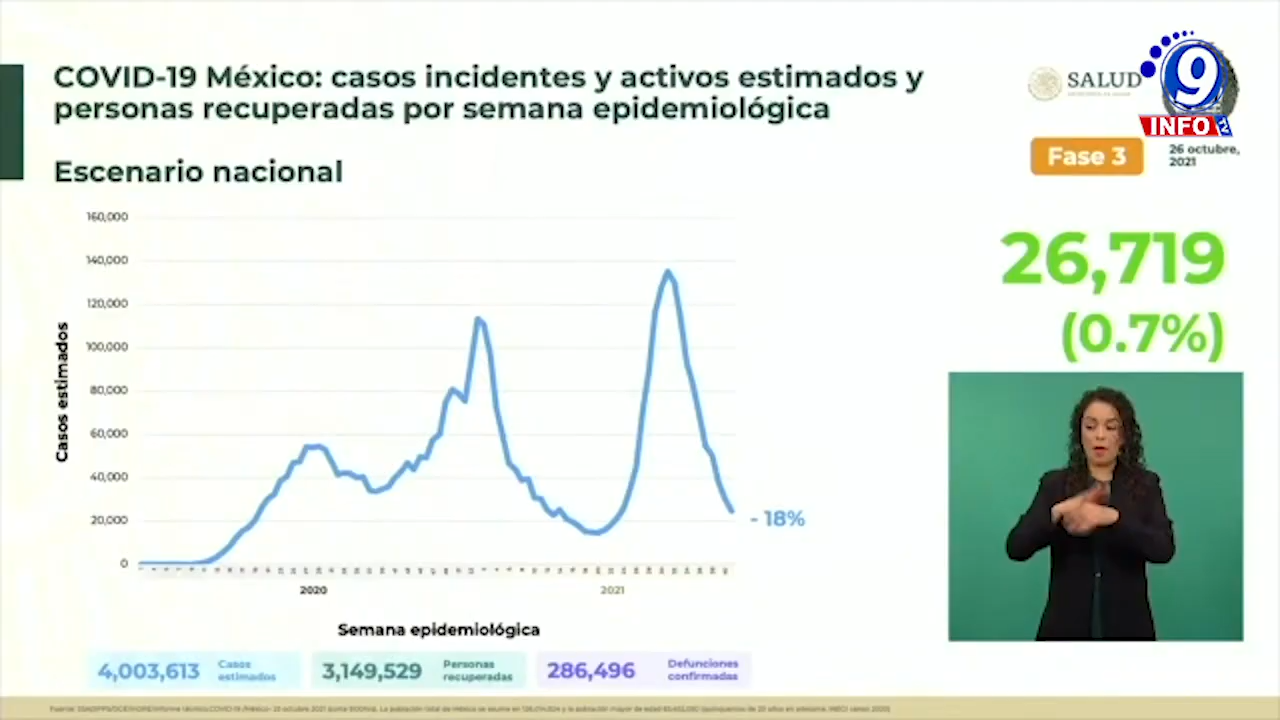 COVID-19 México: casos incidentes y activos estimados y
personas recuperadas por semana epidemiológica
SALUD
9
INFO
TV
Fase 3
26 octubre,
2021
Escenario nacional
26,719
(0.7%)
Casos estimados
160,000
140,000
120,000
100,000
80,000
60,000
40,000
20,000
0
- 18%
2020
2021
Semana epidemiológica
4,003,613
Casos
estimados
3,149,529
Personas
recuperadas
286,496
Defunciones
confirmadas